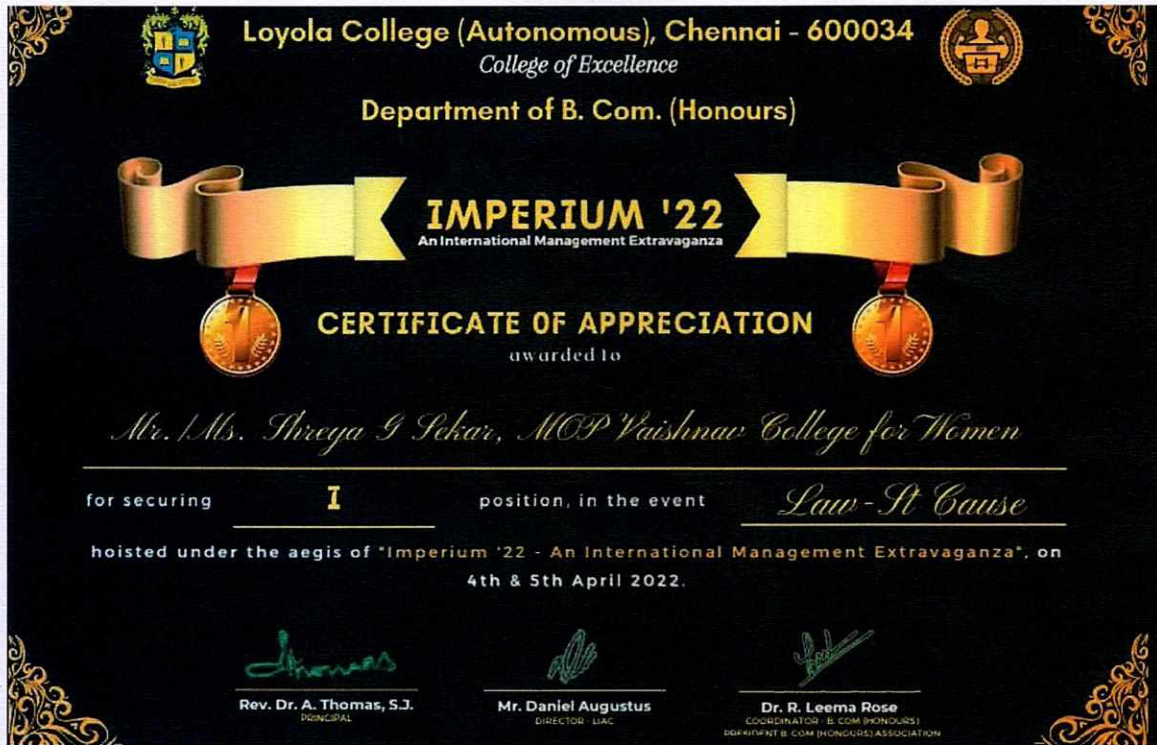 Loyola College (Autonomous), Chennai - 600034
College of Excellence
Department of B. Com. (Honours)
IMPERIUM '22
An International Management Extravaganza
1
1
CERTIFICATE OF APPRECIATION
awarded to
Mr. /Ms. Shreya G Sekar, MOP Vaishnav College for Women
for securing I position, in the event Law-St Cause
hoisted under the aegis of "Imperium '22 - An International Management Extravaganza", on
4th & 5th April 2022.
Thomas
Rev. Dr. A. Thomas, S.J. Mr. Daniel Augustus Dr. R. Leema Rose
PRINCIPAL DIRECTOR - LIAC COORDINATOR - B. COM (HONOURS)
PRESIDENT B. COM (HONOURS) ASSOCIATION